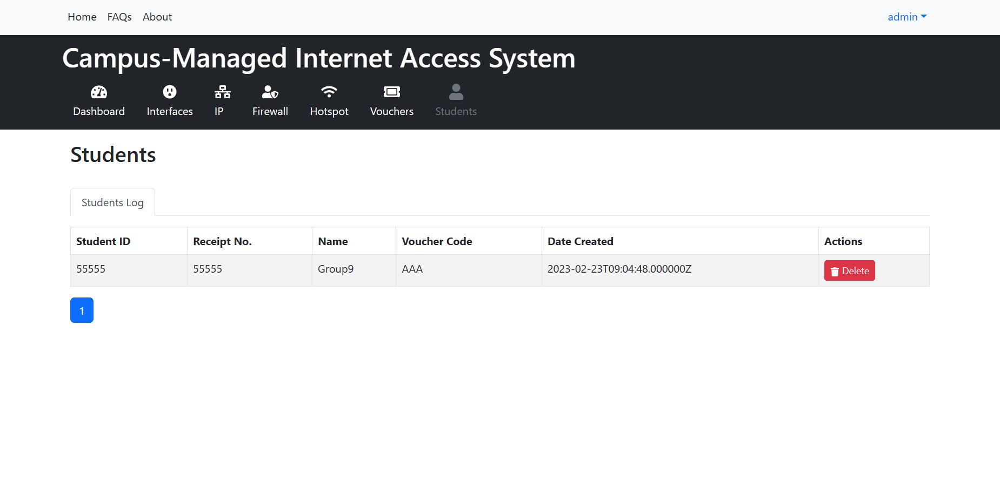 Home FAQs About admin
Campus-Managed Internet Access System
Dashboard Interfaces IP Firewall Hotspot Vouchers Students
Students
Students Log
Student ID Receipt No. Name Voucher Code Date Created Actions
55555 55555 Group9 AAA 2023-02-23T09:04:48.000000Z Delete
1